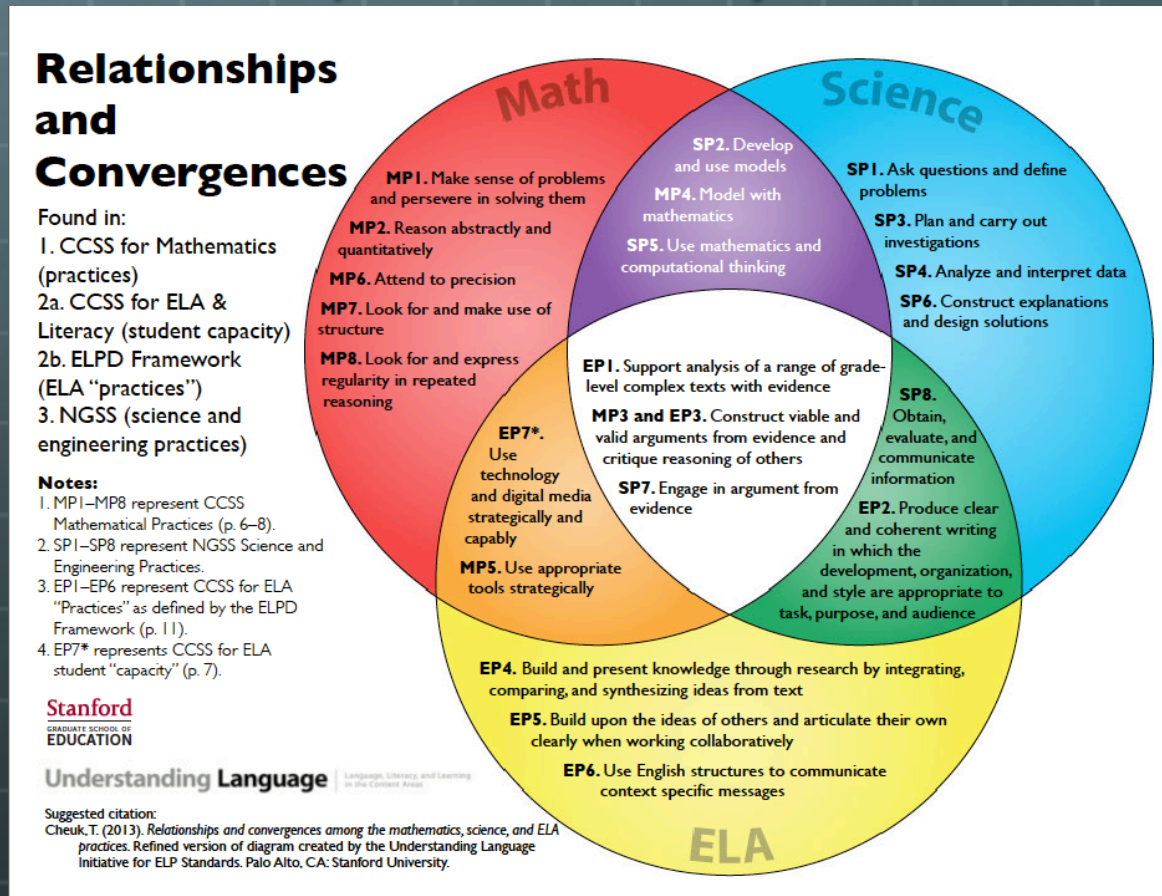 Relationships
and
Convergences
Found in:
1. CCSS for Mathematics
(practices)
2a. CCSS for ELA &
Literacy (student capacity)
2b. ELPD Framework
(ELA “practices”)
3. NGSS (science and
engineering practices)
Notes:
1. MP1–MP8 represent CCSS
Mathematical Practices (p. 6–8).
2. SP1–SP8 represent NGSS Science and
Engineering Practices.
3. EP1–EP6 represent CCSS for ELA
“Practices” as defined by the ELPD
Framework (p. 11).
4. EP7* represents CCSS for ELA
student “capacity” (p. 7).
Stanford
GRADUATE SCHOOL OF
EDUCATION
Understanding Language
Language, Literacy, and Learning
in the Content Areas
Suggested citation:
Cheuk, T. (2013). Relationships and convergences among the mathematics, science, and ELA
practices. Refined version of diagram created by the Understanding Language
Initiative for ELP Standards. Palo Alto, CA: Stanford University.
Math
MP1. Make sense of problems
and persevere in solving them
MP2. Reason abstractly and
quantitatively
MP6. Attend to precision
MP7. Look for and make use of
structure
MP8. Look for and express
regularity in repeated
reasoning
SP2. Develop
and use models
MP4. Model with
mathematics
SP5. Use mathematics and
computational thinking
Science
SP1. Ask questions and define
problems
SP3. Plan and carry out
investigations
SP4. Analyze and interpret data
SP6. Construct explanations
and design solutions
EP1. Support analysis of a range of grade-
level complex texts with evidence
MP3 and EP3. Construct viable and
valid arguments from evidence and
critique reasoning of others
SP7. Engage in argument from
evidence
EP7*.
Use
technology
and digital media
strategically and
capably
MP5. Use appropriate
tools strategically
SP8.
Obtain,
evaluate, and
communicate
information
EP2. Produce clear
and coherent writing
in which the
development, organization,
and style are appropriate to
task, purpose, and audience
EP4. Build and present knowledge through research by integrating,
comparing, and synthesizing ideas from text
EP5. Build upon the ideas of others and articulate their own
clearly when working collaboratively
EP6. Use English structures to communicate
context specific messages
ELA